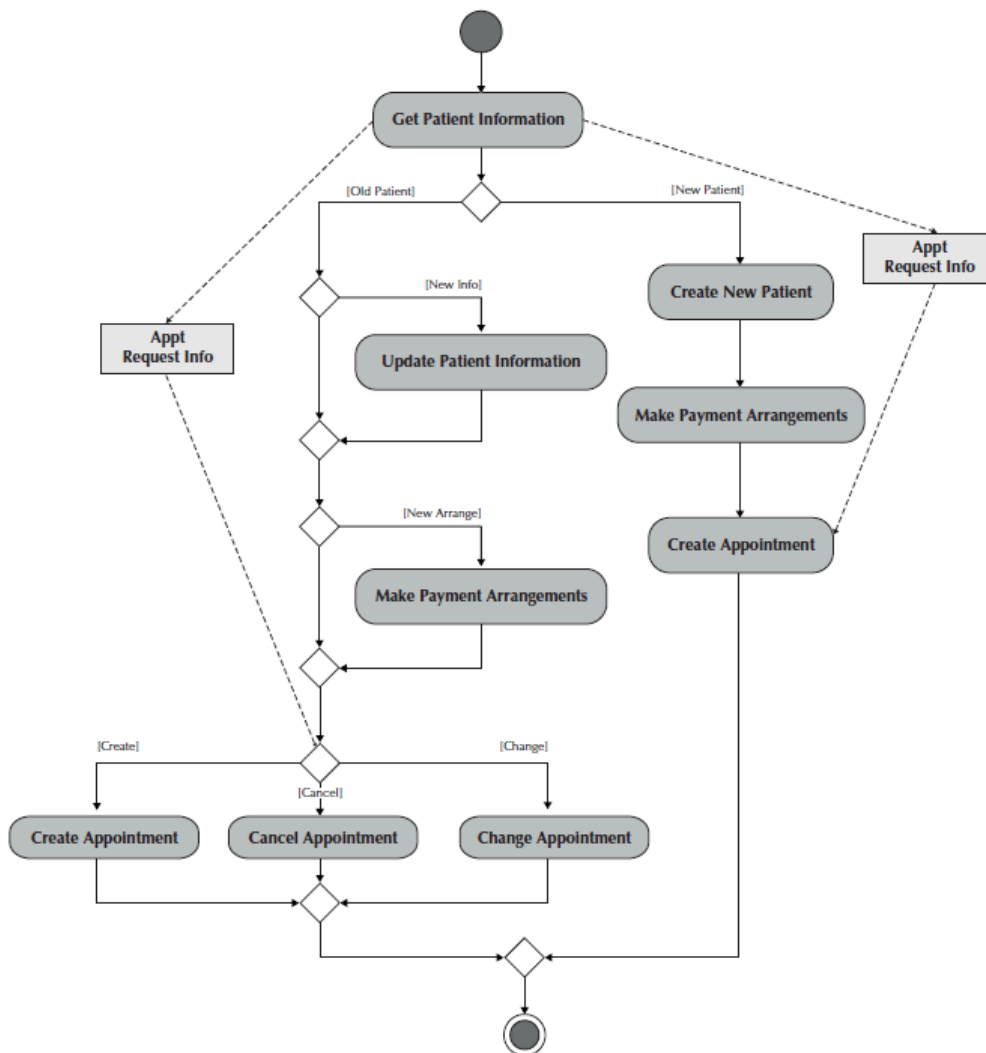 Get Patient Information
[Old Patient]
[New Patient]
Appt
Request Info
[New Info]
Create New Patient
Appt
Request Info
Update Patient Information
Make Payment Arrangements
[New Arrange]
Create Appointment
Make Payment Arrangements
[Create]
[Change]
[Cancel]
Create Appointment
Cancel Appointment
Change Appointment